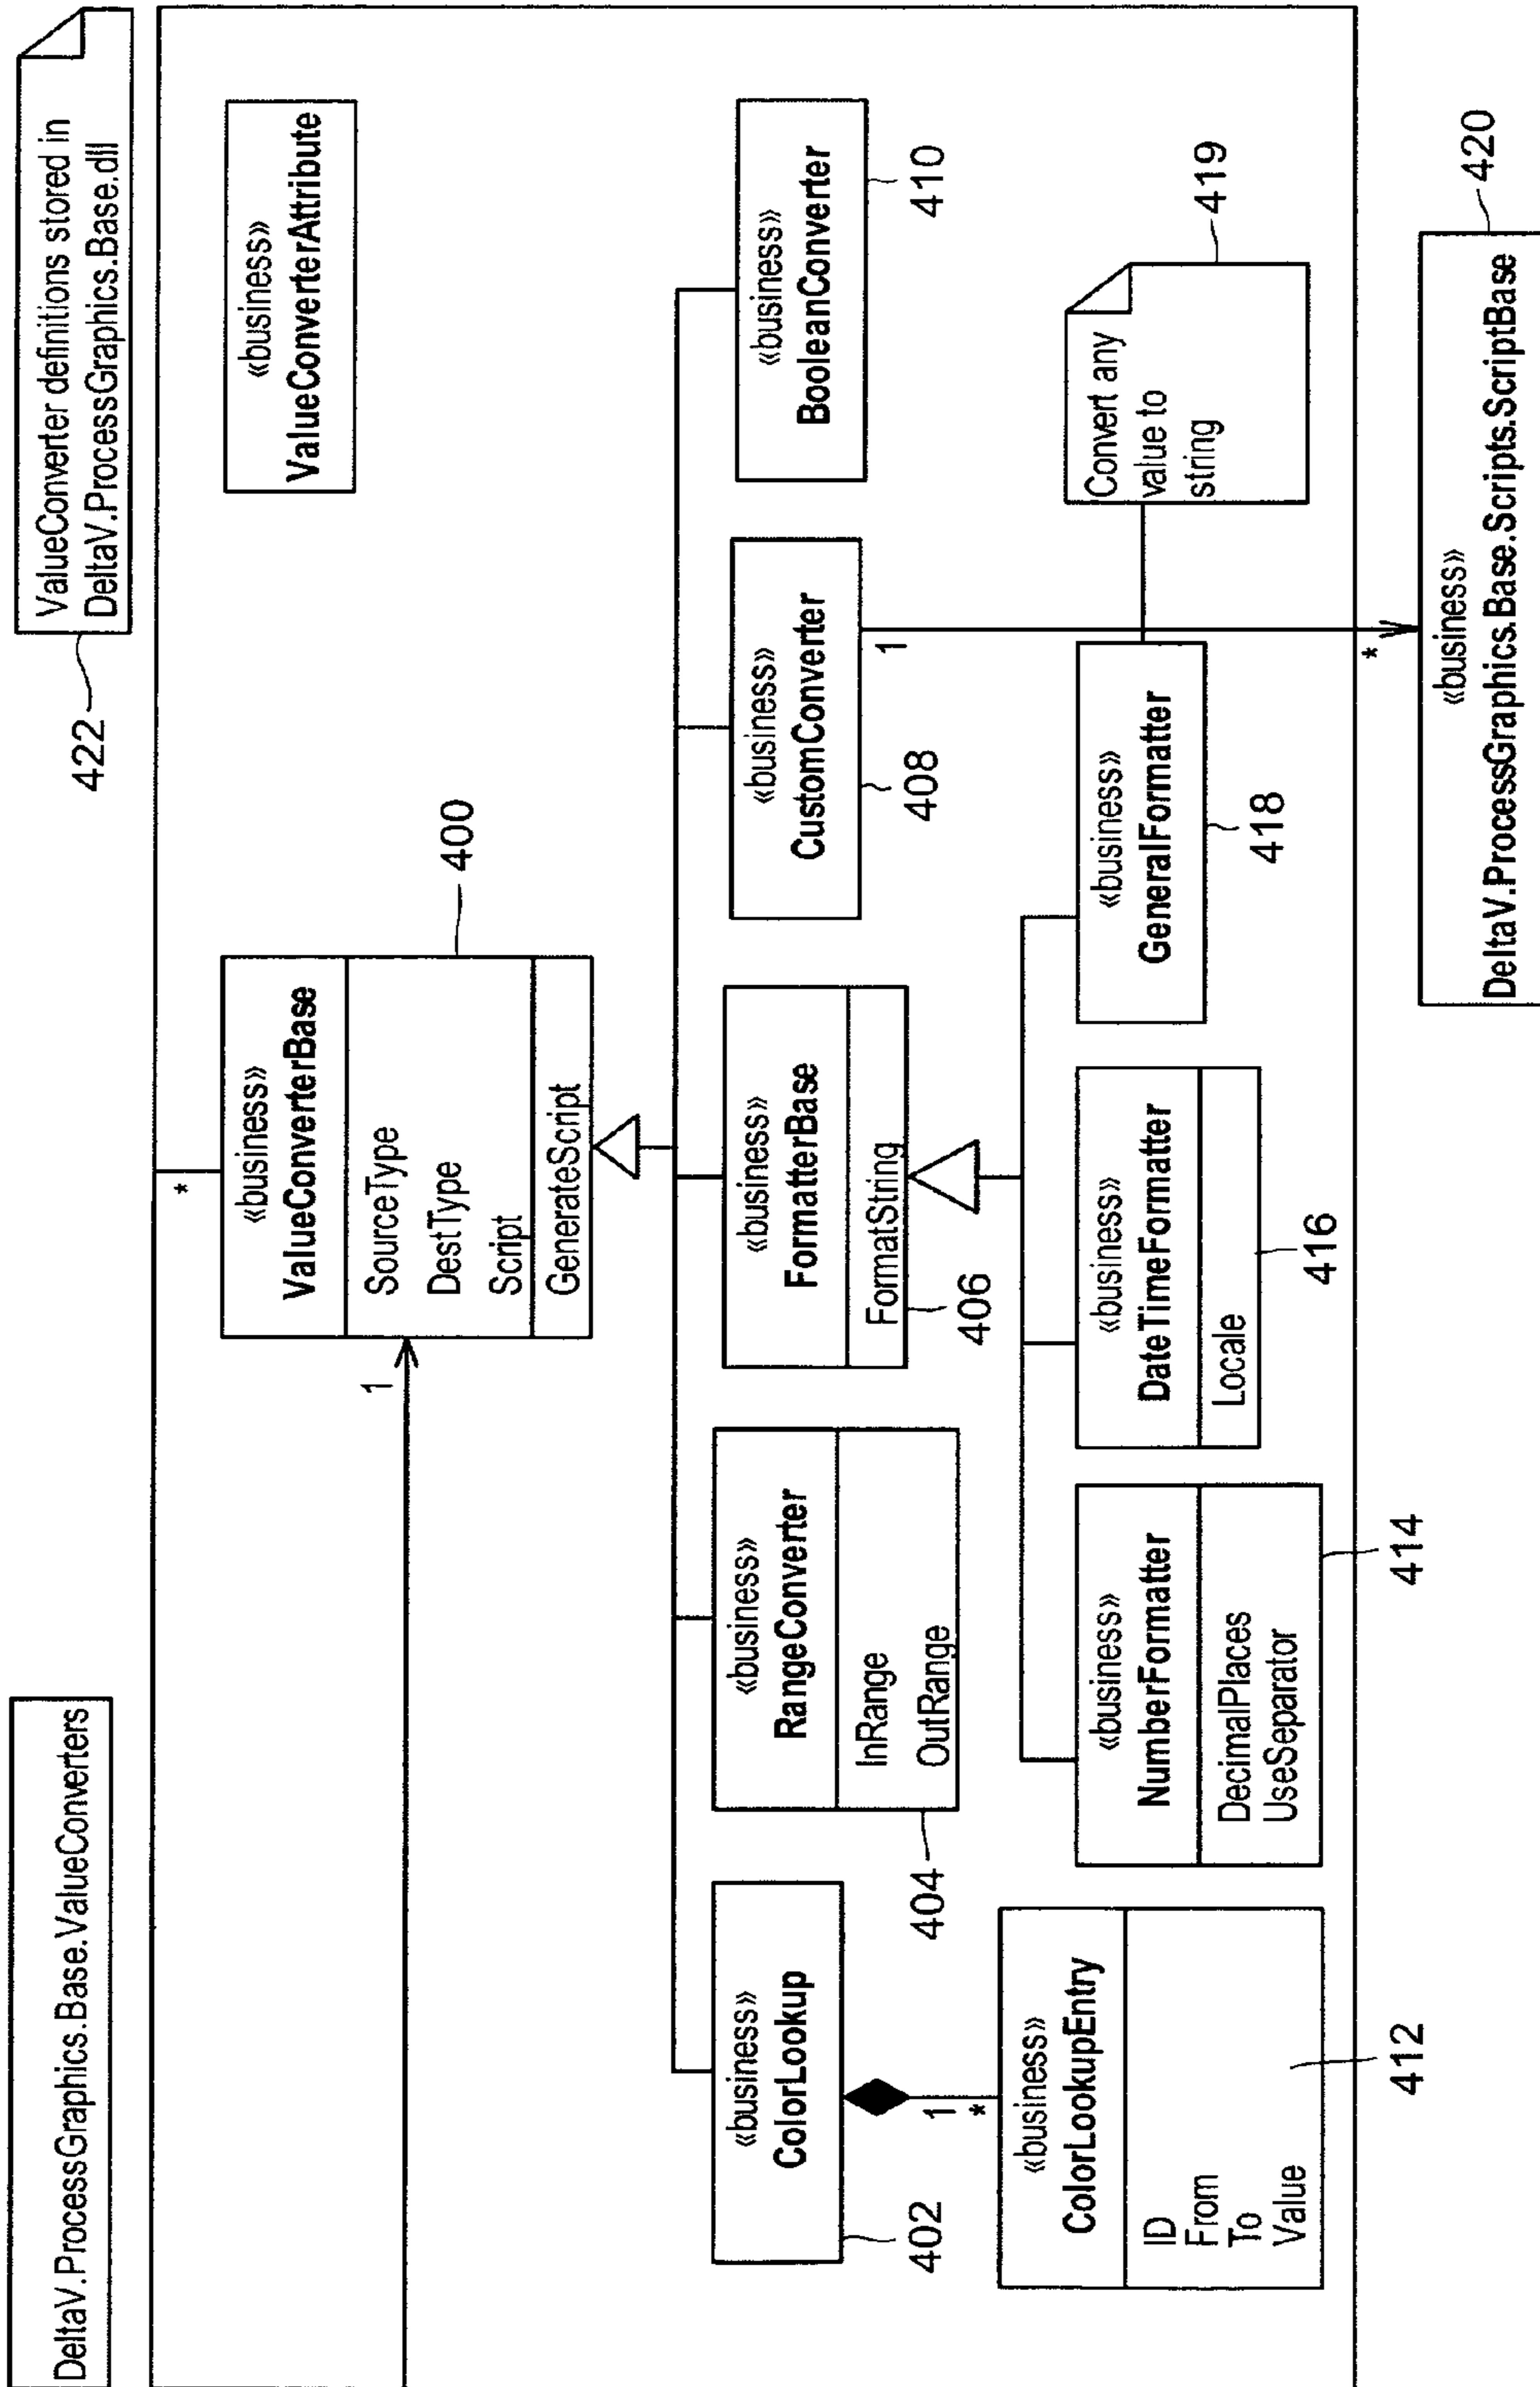 DeltaV.ProcessGraphics.Base.ValueConverters
ValueConverter definitions stored in
DeltaV.ProcessGraphics.Base.dll
422
*
«business»
ValueConverterBase
SourceType
DestType
Script
GenerateScript
400
1
«business»
ValueConverterAttribute
«business»
ColorLookup
402
«business»
RangeConverter
InRange
OutRange
404
«business»
FormatterBase
FormatString
406
«business»
CustomConverter
408
1
«business»
BooleanConverter
410
1
*
«business»
ColorLookupEntry
ID
From
To
Value
412
«business»
NumberFormatter
DecimalPlaces
UseSeparator
414
«business»
DateTimeFormatter
Locale
416
«business»
GeneralFormatter
418
Convert any
value to
string
419
*
«business»
DeltaV.ProcessGraphics.Base.Scripts.ScriptBase
420